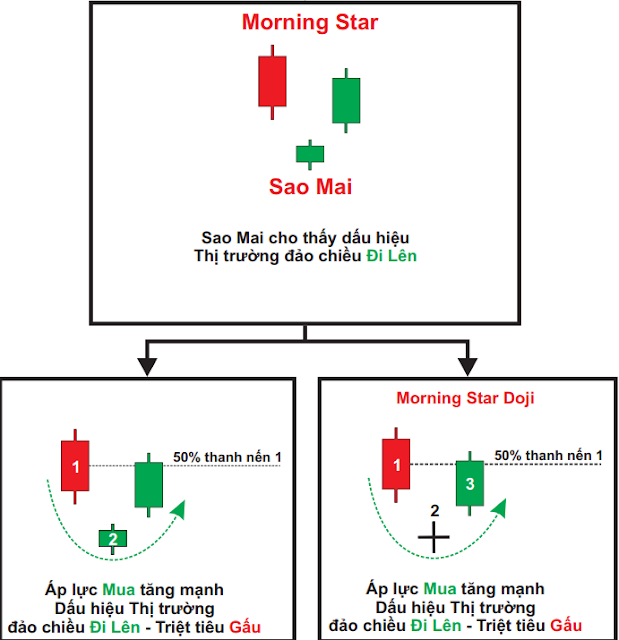 Morning Star
Sao Mai
Sao Mai cho thấy dấu hiệu
Thị trường đảo chiều Đi Lên
50% thanh nến 1
1
2
Áp lực Mua tăng mạnh
Dấu hiệu Thị trường
đảo chiều Đi Lên - Triệt tiêu Gấu
Morning Star Doji
50% thanh nến 1
1
3
2
Áp lực Mua tăng mạnh
Dấu hiệu Thị trường
đảo chiều Đi Lên - Triệt tiêu Gấu